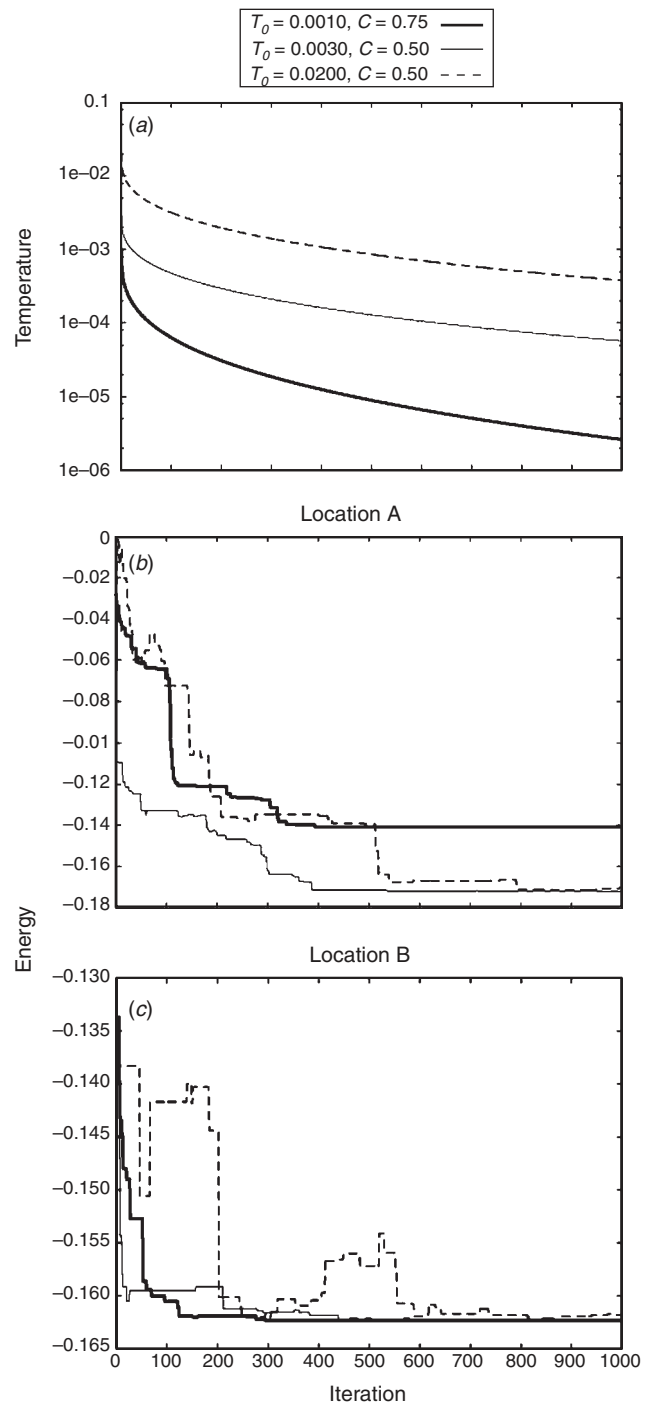 T0 = 0.0010, C = 0.75
T0 = 0.0030, C = 0.50
T0 = 0.0200, C = 0.50
(a)
0.1
1e−02
1e−03
1e−04
1e−05
1e−06
Temperature
Location A
(b)
0
−0.02
−0.04
−0.06
−0.08
−0.01
−0.12
−0.14
−0.16
−0.18
Energy
Location B
(c)
−0.130
−0.135
−0.140
−0.145
−0.150
−0.155
−0.160
−0.165
0 100 200 300 400 500 600 700 800 900 1000
Iteration